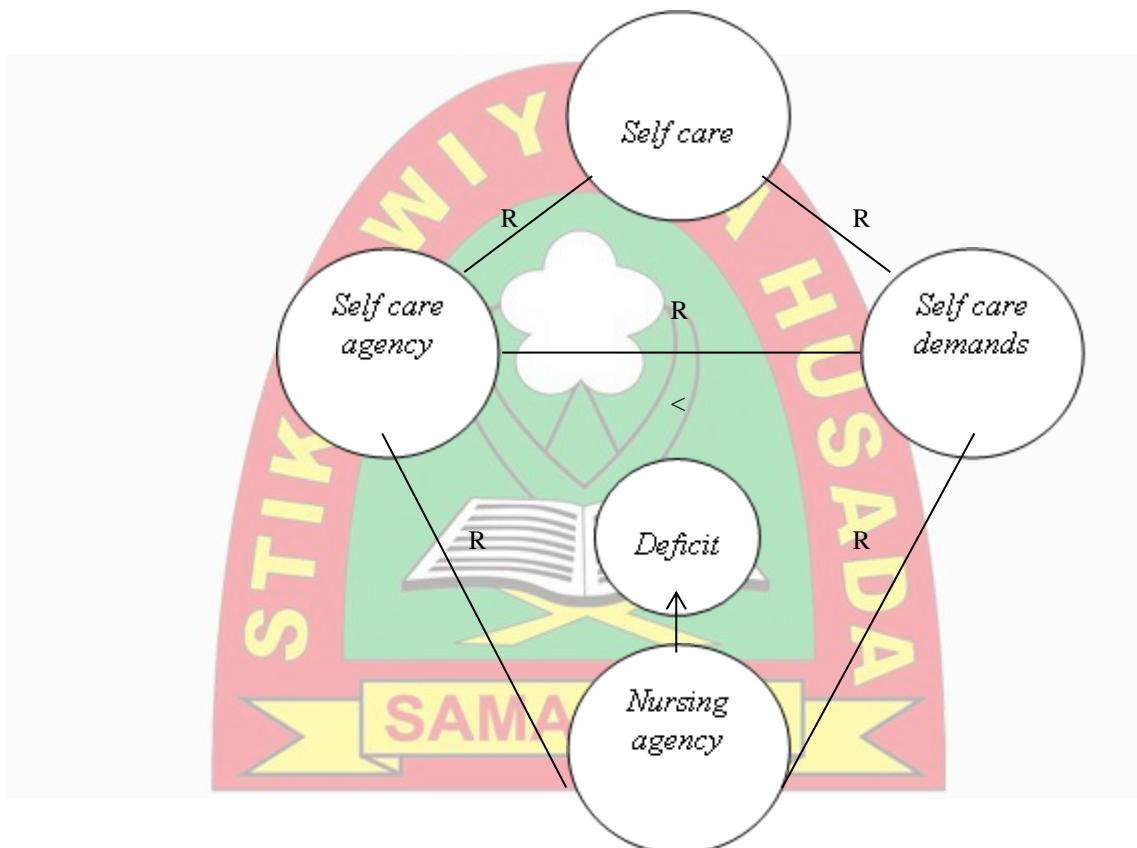 Self care
R
R
Self care
agency
R
Self care
demands
<
R
Deficit
R
Nursing
agency
STIK WIY A HUSADA
SAMA